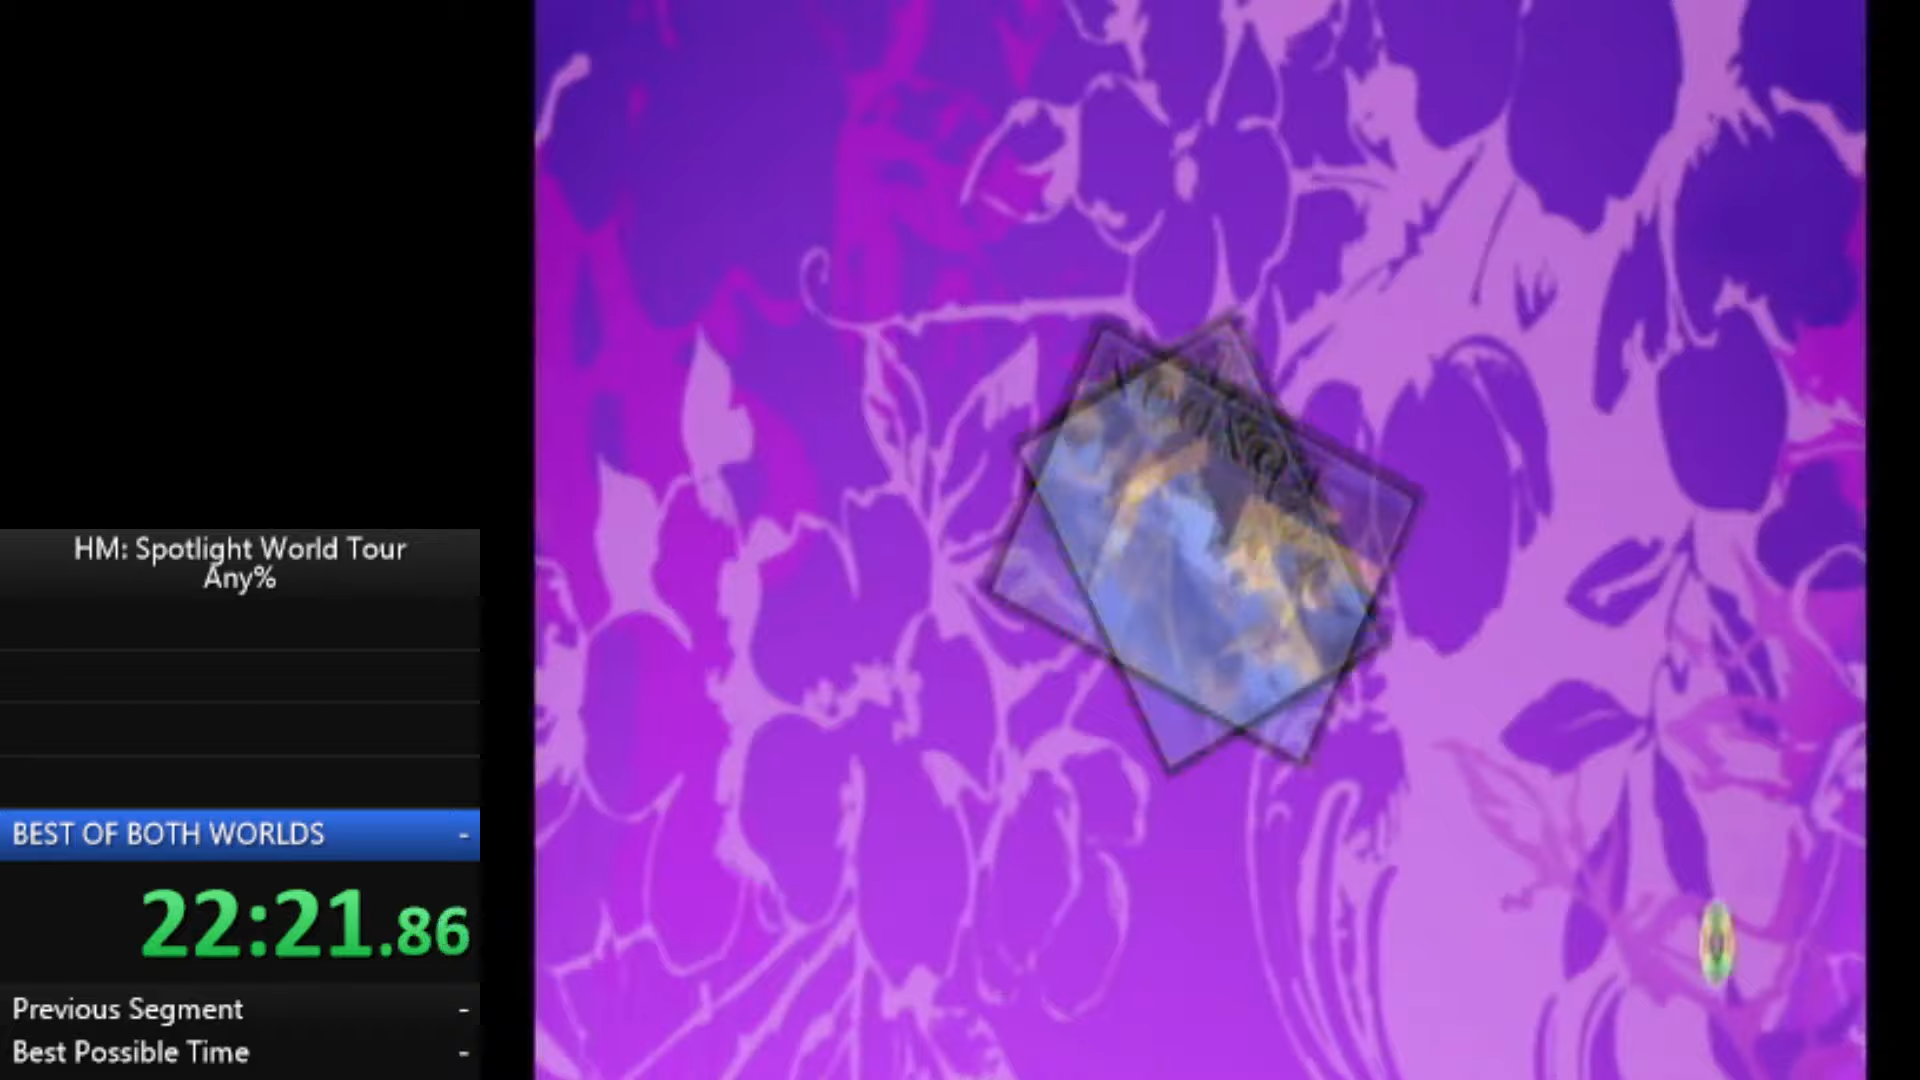 HM: Spotlight World Tour
Any%
BEST OF BOTH WORLDS -
22:21.86
Previous Segment -
Best Possible Time -